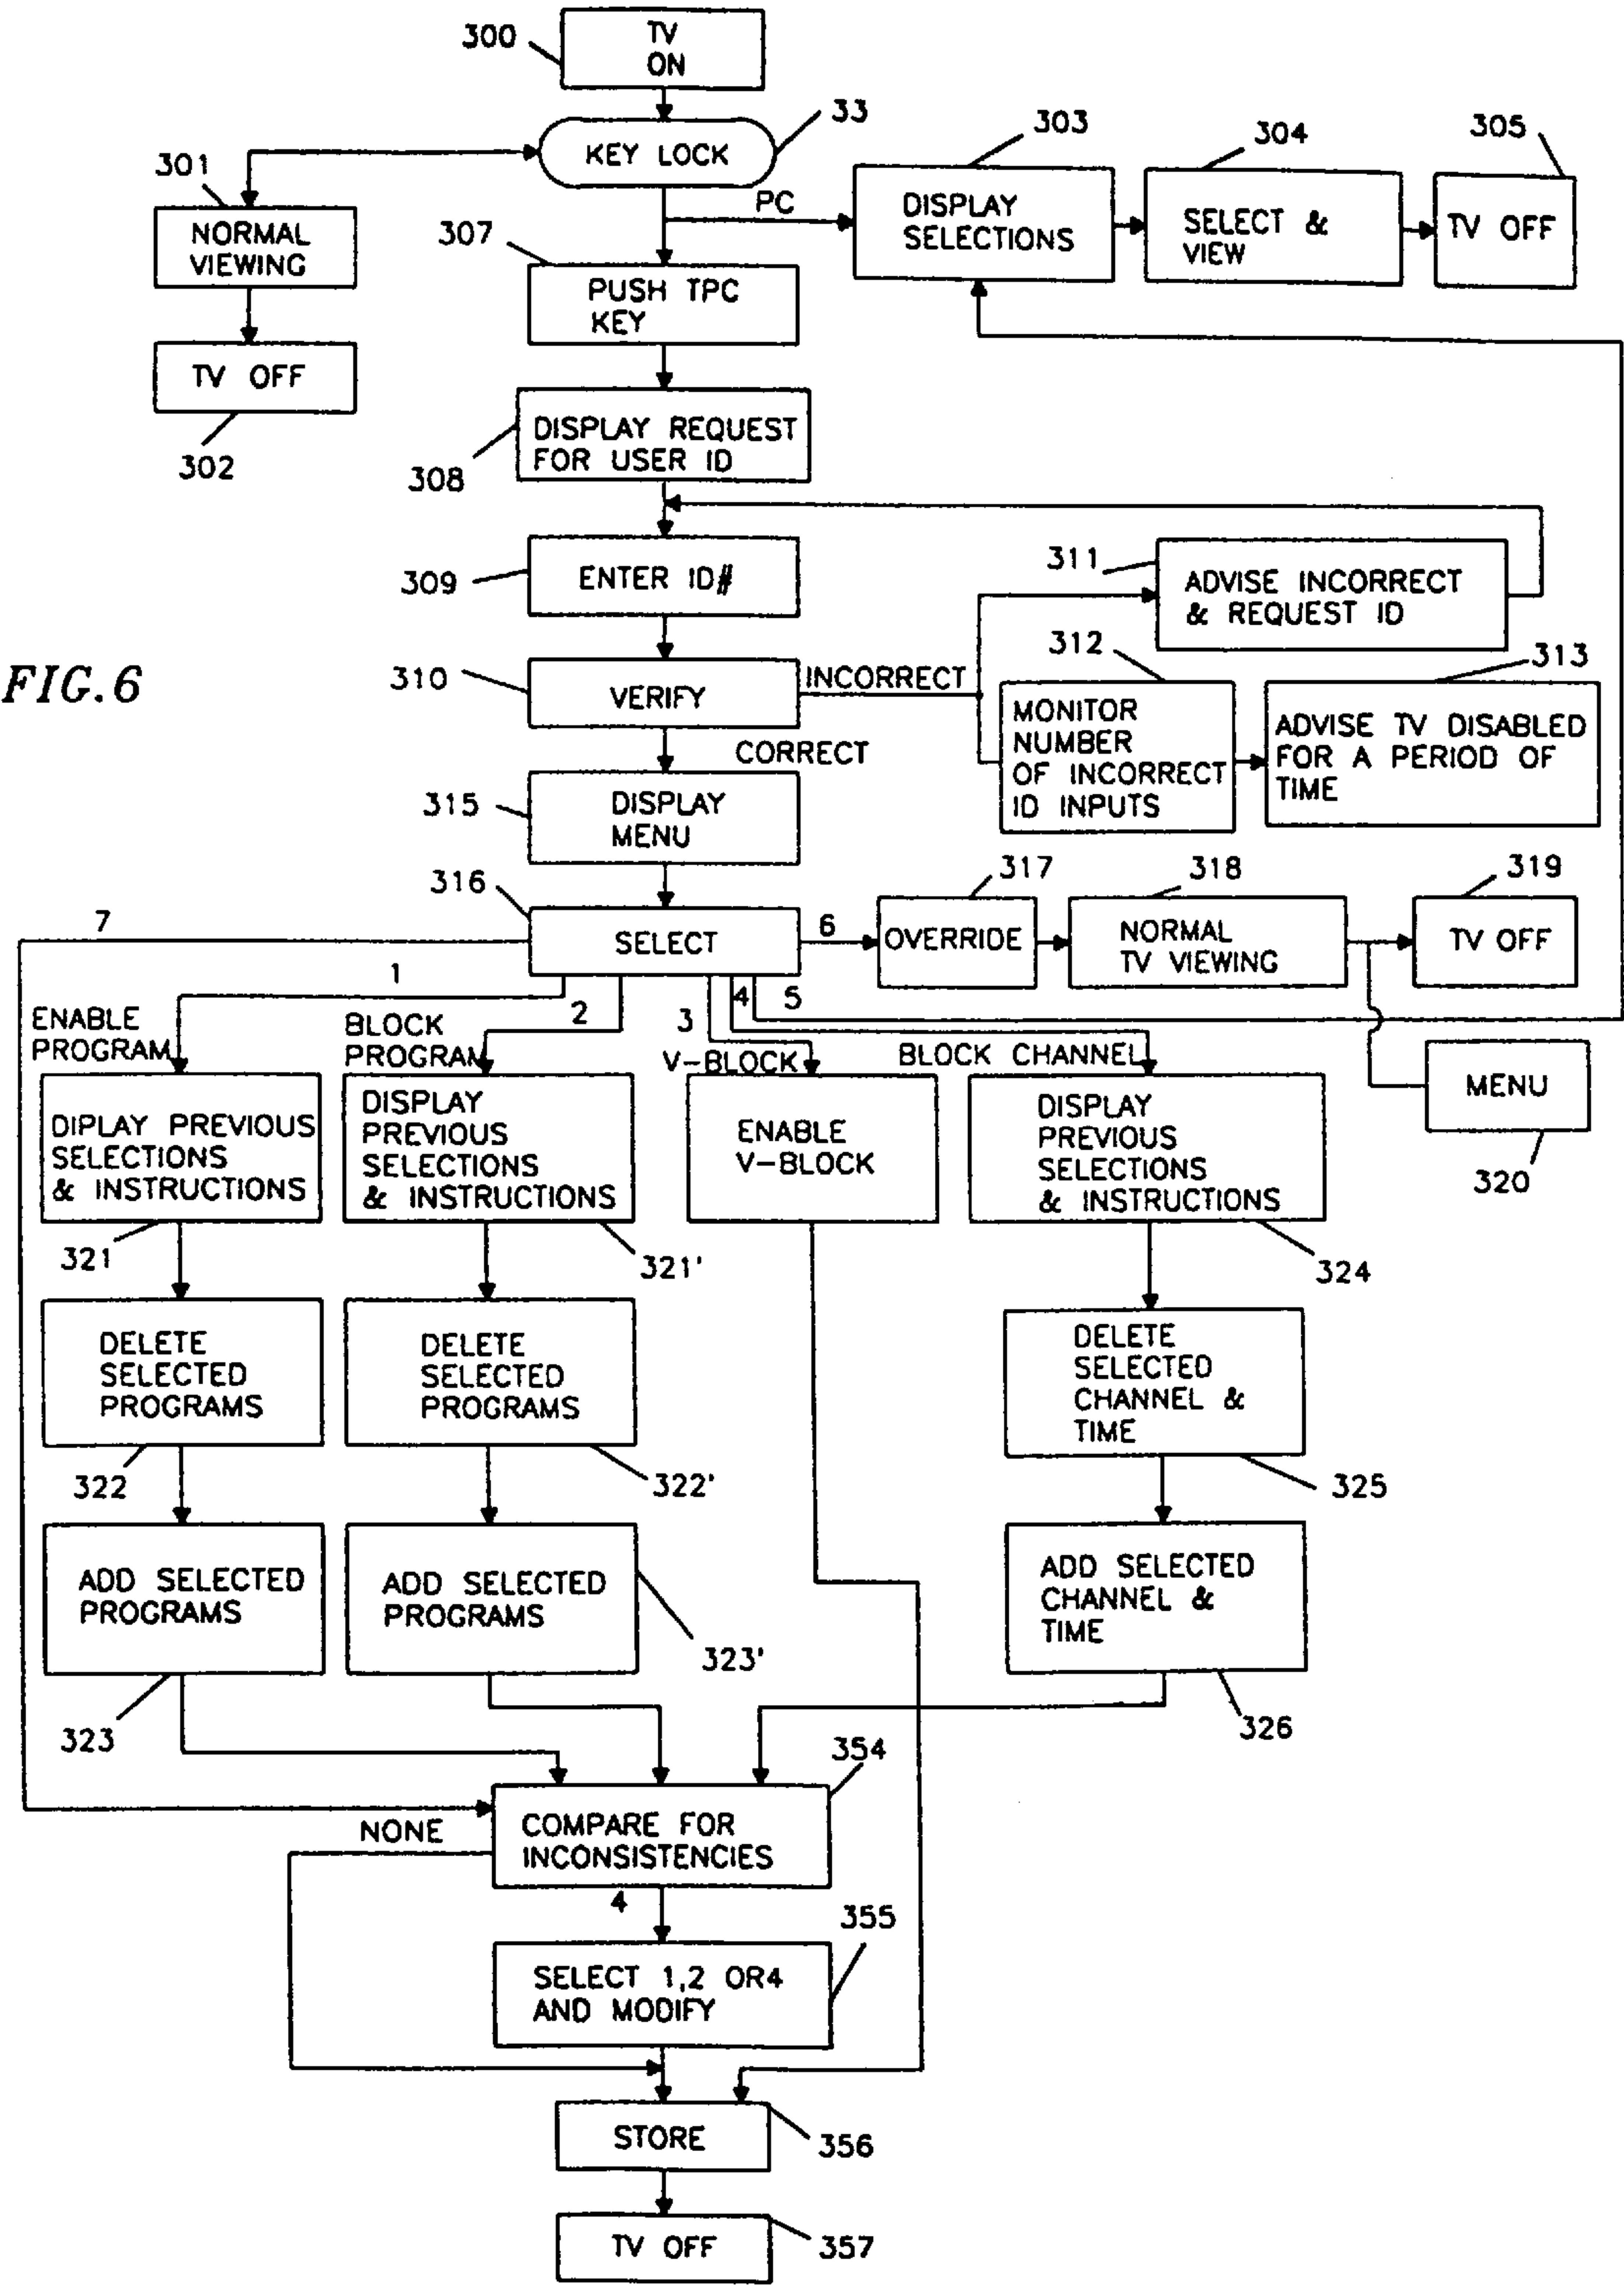 300
TV
ON
33
KEY LOCK
301
NORMAL
VIEWING
TV OFF
302
PC
303
DISPLAY
SELECTIONS
304
SELECT &
VIEW
305
TV OFF
307
PUSH TPC
KEY
308
DISPLAY REQUEST
FOR USER ID
309
ENTER ID#
310
VERIFY
INCORRECT
311
ADVISE INCORRECT
& REQUEST ID
312
MONITOR
NUMBER
OF INCORRECT
ID INPUTS
313
ADVISE TV DISABLED
FOR A PERIOD OF
TIME
FIG.6
CORRECT
315
DISPLAY
MENU
316
SELECT
7
6
317
OVERRIDE
318
NORMAL
TV VIEWING
319
TV OFF
MENU
320
1
2
3
4
5
ENABLE
PROGRAM
BLOCK
PROGRAM
V-BLOCK
BLOCK CHANNEL
DIPLAY PREVIOUS
SELECTIONS
& INSTRUCTIONS
321
DISPLAY
PREVIOUS
SELECTIONS
& INSTRUCTIONS
321'
ENABLE
V-BLOCK
DISPLAY
PREVIOUS
SELECTIONS
& INSTRUCTIONS
324
DELETE
SELECTED
PROGRAMS
322
DELETE
SELECTED
PROGRAMS
322'
DELETE
SELECTED
CHANNEL &
TIME
325
ADD SELECTED
PROGRAMS
323
ADD SELECTED
PROGRAMS
323'
ADD SELECTED
CHANNEL &
TIME
326
354
COMPARE FOR
INCONSISTENCIES
NONE
4
355
SELECT 1,2 OR4
AND MODIFY
STORE
356
TV OFF
357